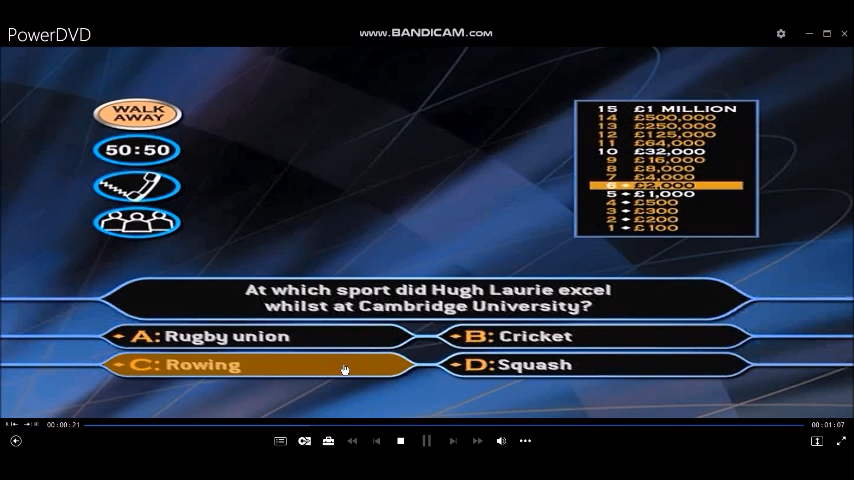 PowerDVD
www.BANDICAM.com
WALK
AWAY
50:50
15 £1 MILLION
14 £500,000
13 £250,000
12 £125,000
11 £64,000
10 £32,000
9 £16,000
8 £8,000
7 £4,000
6 £2,000
5 £1,000
4 £500
3 £300
2 £200
1 £100
At which sport did Hugh Laurie excel
whilst at Cambridge University?
A: Rugby union
B: Cricket
C: Rowing
D: Squash
00:00:21
00:01:07